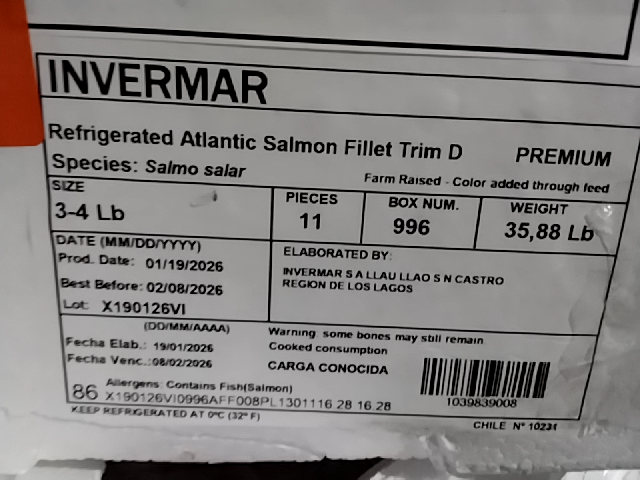 INVERMAR
Refrigerated Atlantic Salmon Fillet Trim D PREMIUM
Species: Salmo salar
Farm Raised - Color added through feed
SIZE
3-4 Lb
PIECES
11
BOX NUM.
996
WEIGHT
35,88 Lb
DATE (MM/DD/YYYY)
Prod. Date: 01/19/2026
Best Before: 02/08/2026
Lot: X190126VI
ELABORATED BY:
INVERMAR S A LLAU LLAO S N CASTRO
REGION DE LOS LAGOS
(DD/MM/AAAA)
Fecha Elab.: 19/01/2026
Fecha Venc.:08/02/2026
Warning: some bones may still remain
Cooked consumption
CARGA CONOCIDA
86 Allergens: Contains Fish(Salmon)
X190126VI0996AFF008PL1301116 28 16.28
1039839008
KEEP REFRIGERATED AT 0°C (32° F)
CHILE N° 10231